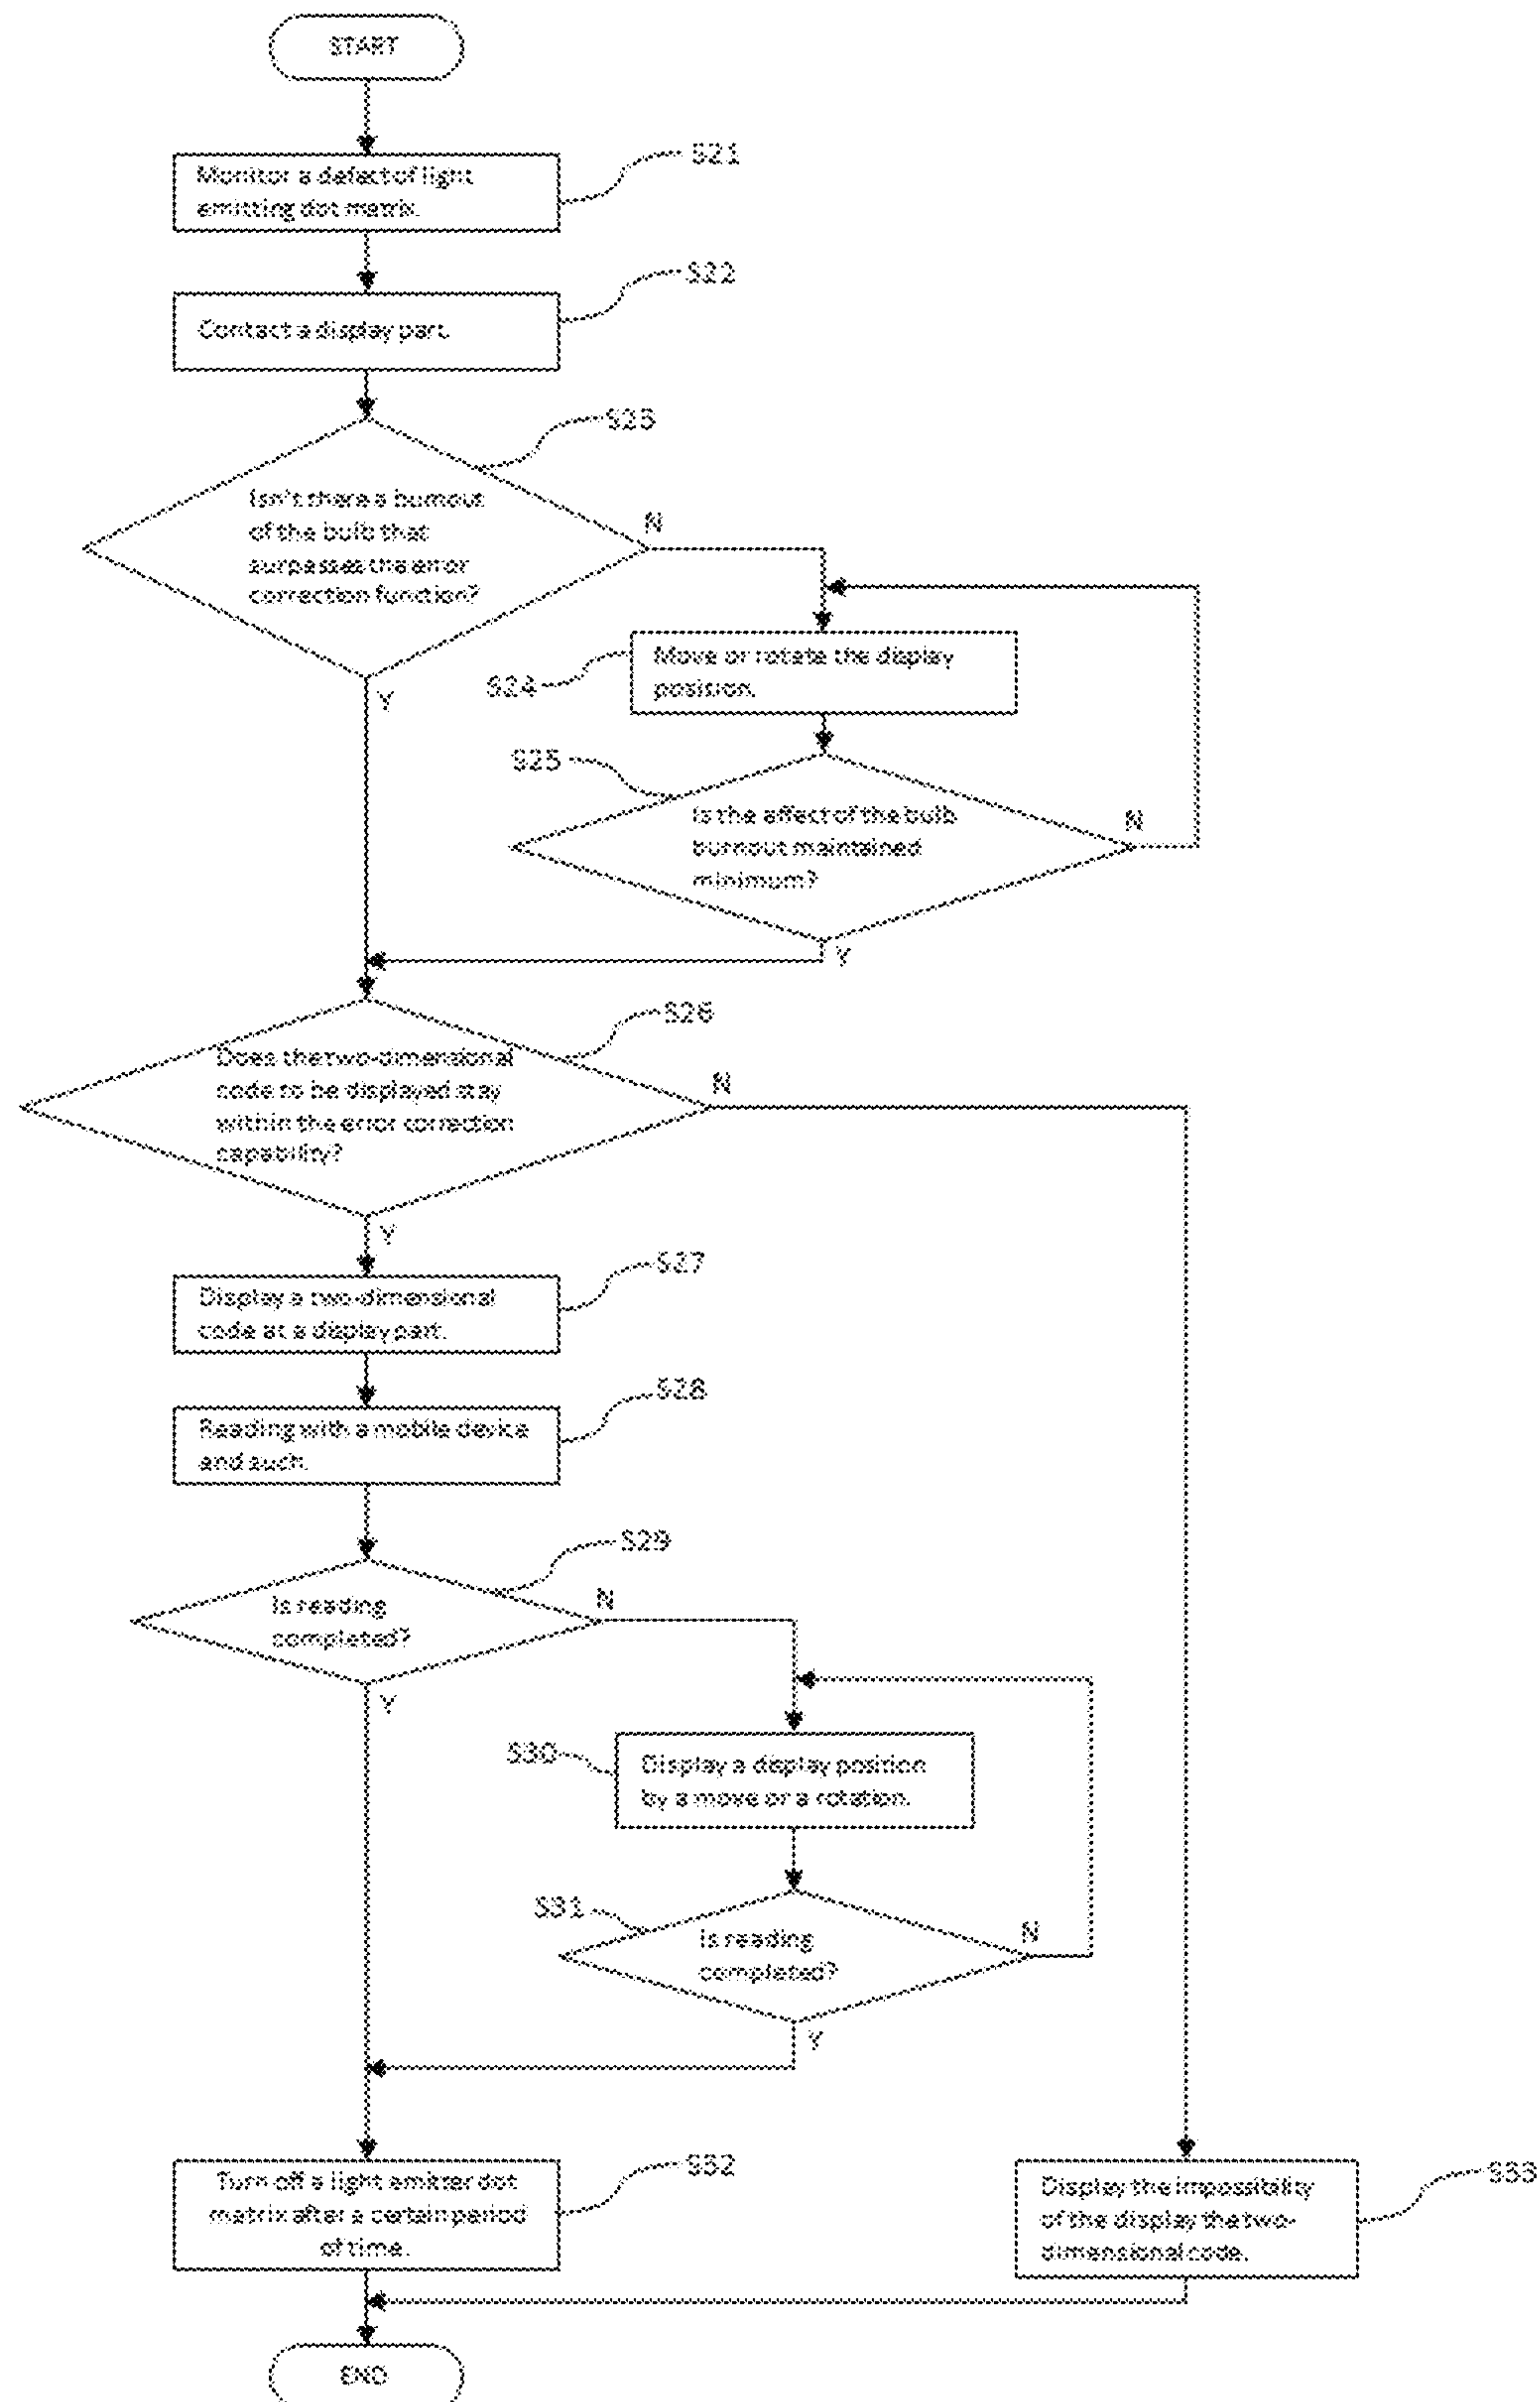 START
S21
Monitor a defect of light
emitting dot matrix.
S22
Contact a display part.
S23
Isn't there a burnout
of the bulb that
surpasses the error
correction function?
N
Y
S24
Move or rotate the display
position.
S25
Is the affect of the bulb
burnout maintained
minimum?
N
Y
S26
Does the two-dimensional
code to be displayed stay
within the error correction
capability?
N
Y
S27
Display a two-dimensional
code at a display part.
S28
Reading with a mobile device
and such.
S29
Is reading
completed?
N
Y
S30
Display a display position
by a move or a rotation.
S31
Is reading
completed?
N
Y
S32
Turn off a light emitter dot
matrix after a certain period
of time.
S33
Display the impossibility
of the display the two-
dimensional code.
END